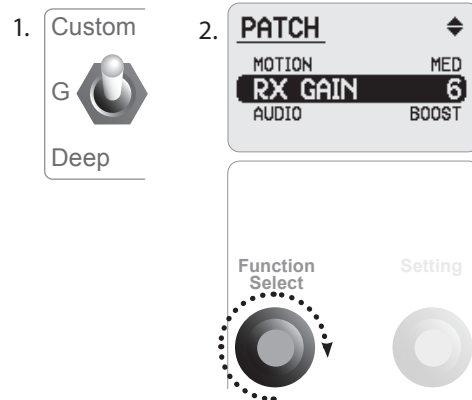 1.
Custom
G
Deep
2.
PATCH
MOTION MED
RX GAIN 6
AUDIO BOOST
Function
Select
Setting